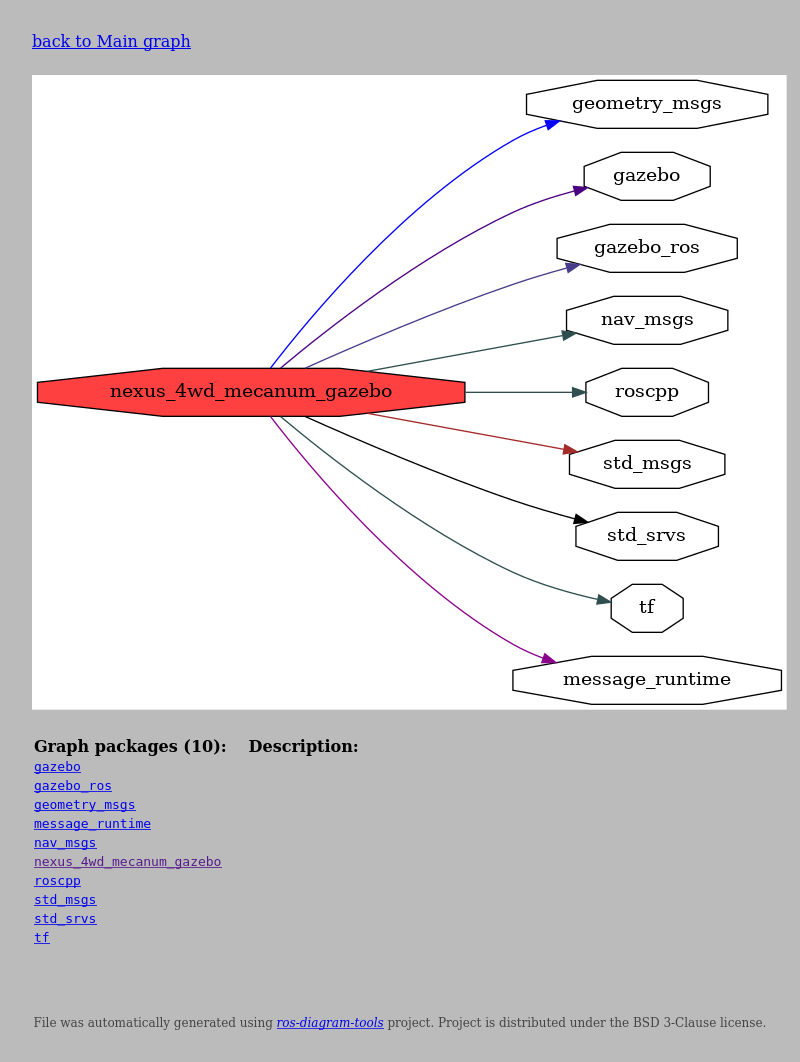 back to Main graph
geometry_msgs
gazebo
gazebo_ros
nav_msgs
nexus_4wd_mecanum_gazebo
roscpp
std_msgs
std_srvs
tf
message_runtime
Graph packages (10): Description:
gazebo
gazebo_ros
geometry_msgs
message_runtime
nav_msgs
nexus_4wd_mecanum_gazebo
roscpp
std_msgs
std_srvs
tf
File was automatically generated using ros-diagram-tools project. Project is distributed under the BSD 3-Clause license.